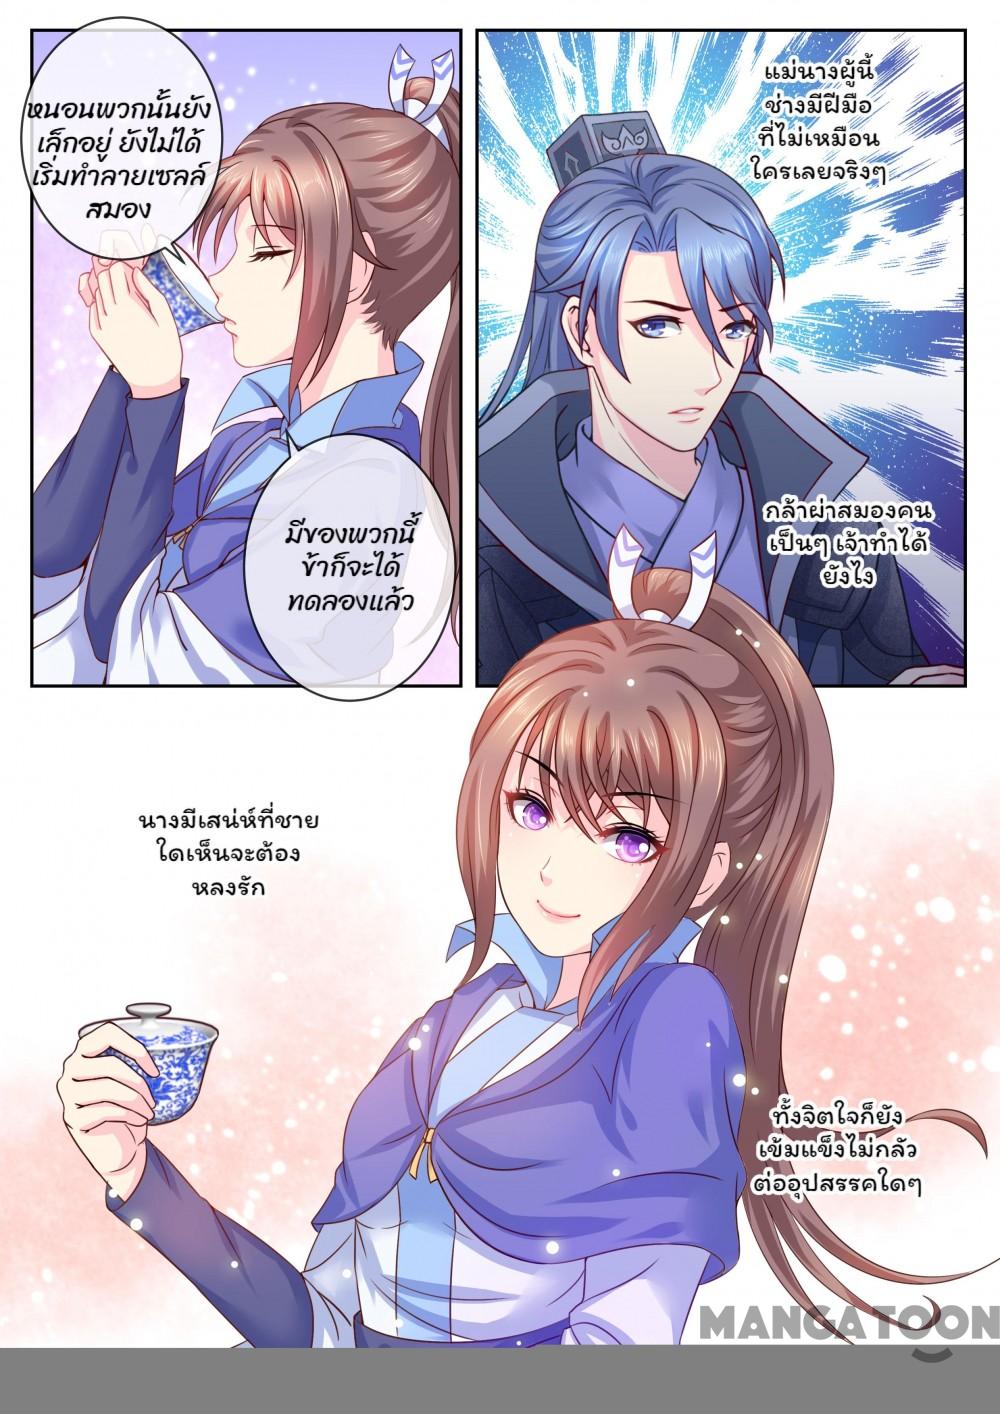 หนอนพวกนั้นยัง
เล็กอยู่ ยังไม่ได้
เริ่มทำลายเซลล์
สมอง
มีของพวกนี้
ข้าก็จะได้
ทดลองแล้ว
แม่นางผู้นี้
ช่างมีฝีมือ
ที่ไม่เหมือน
ใครเลยจริงๆ
กล้าผ่าสมองคน
เป็นๆ เจ้าทำได้
ยังไง
นางมีเสน่ห์ที่ชาย
ใดเห็นจะต้อง
หลงรัก
ทั้งจิตใจก็ยัง
เข้มแข็งไม่กลัว
ต่ออุปสรรคใดๆ
MANGATOON